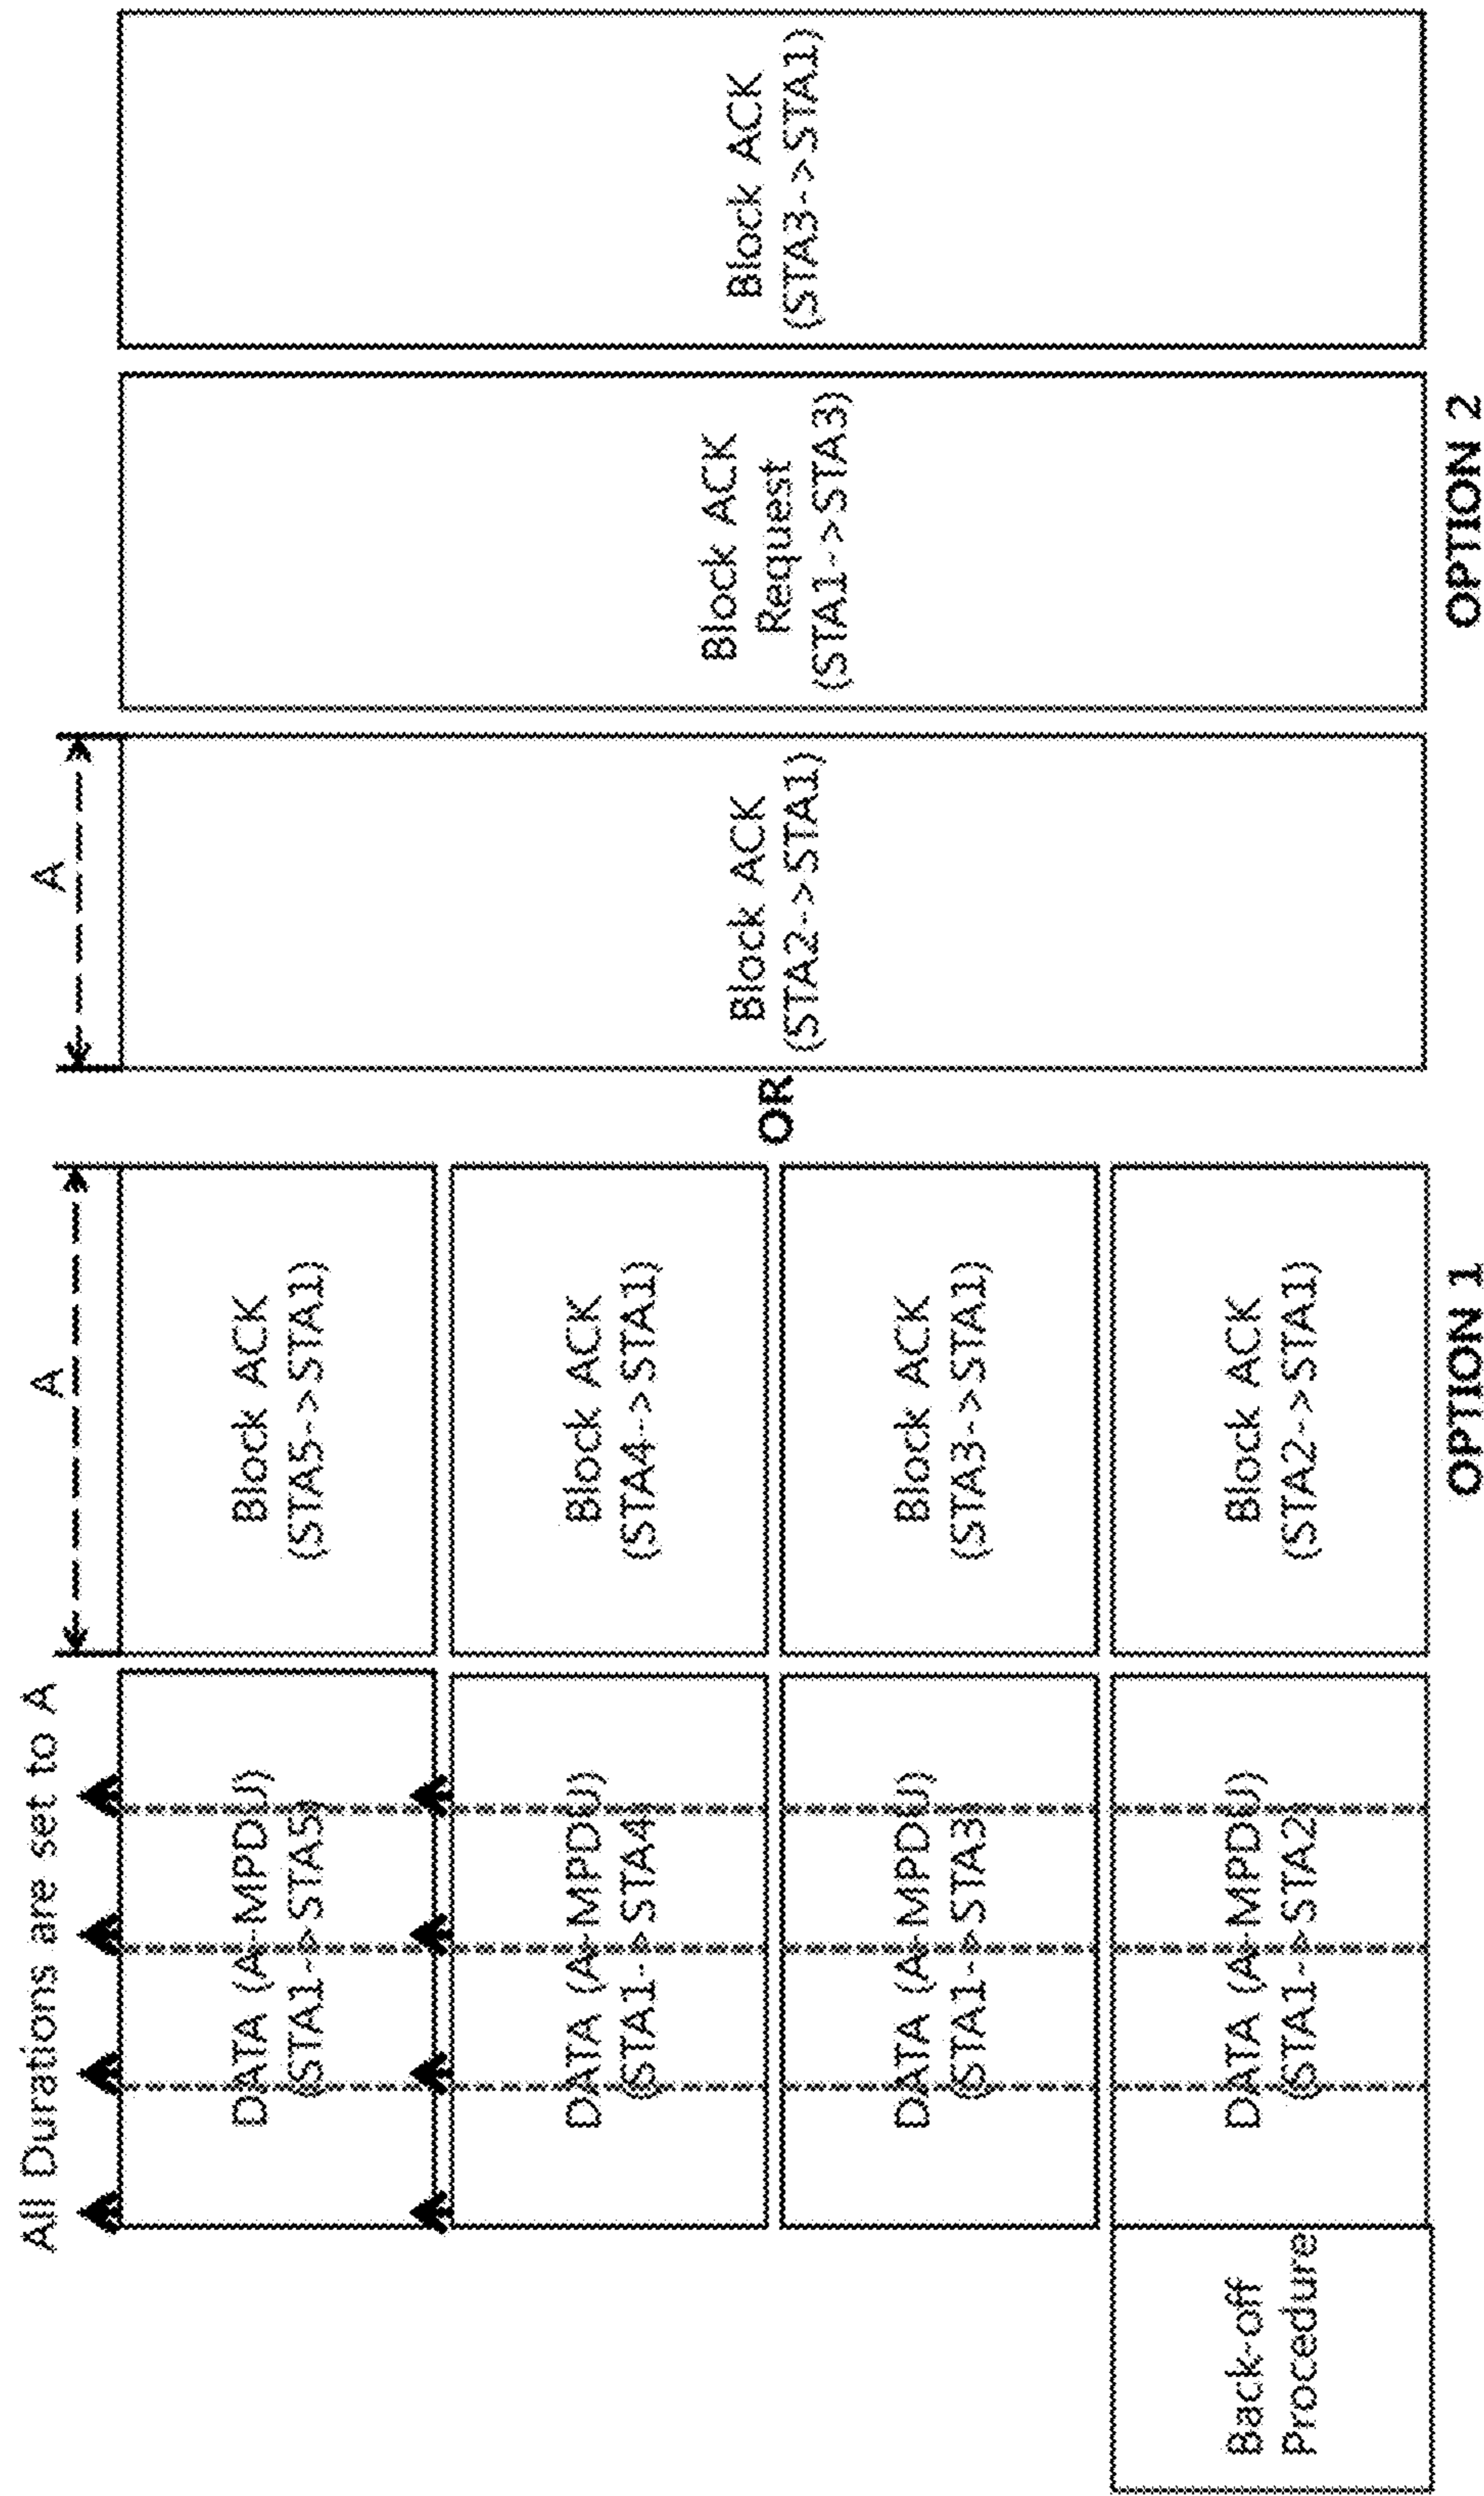 All Durations are set to A
A
A
DATA (A-MPDU)
(STA1->STA5)
Block ACK
(STA5->STA1)
DATA (A-MPDU)
(STA1->STA4)
Block ACK
(STA4->STA1)
DATA (A-MPDU)
(STA1->STA3)
Block ACK
(STA3->STA1)
Back-off
Procedure
DATA (A-MPDU)
(STA1->STA2)
Block ACK
(STA2->STA1)
OR
Block ACK
(STA2->STA1)
Block ACK
Request
(STA1->STA3)
Block ACK
(STA3->STA1)
OPTION 1
OPTION 2